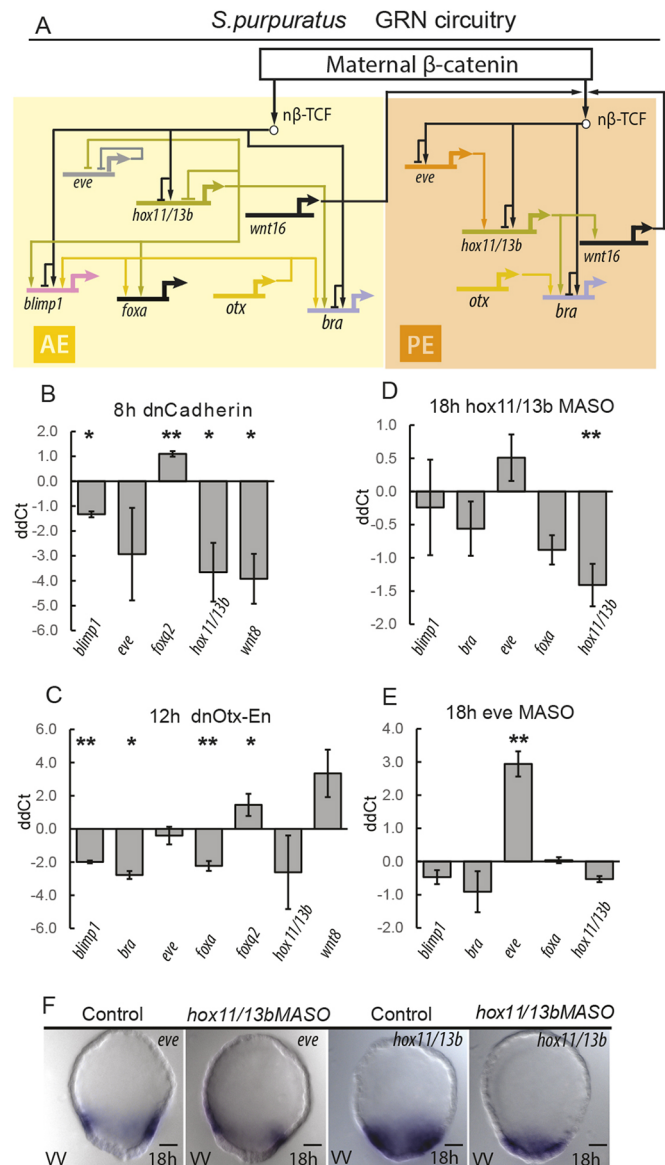 A
S.purpuratus GRN circuitry
Maternal β-catenin
nβ-TCF
nβ-TCF
eve
eve
hox11/13b
wnt16
hox11/13b
wnt16
blimp1
foxa
otx
bra
otx
bra
AE
PE
B
8h dnCadherin
* ** * *
ddCt
2.0
1.0
0.0
-1.0
-2.0
-3.0
-4.0
-5.0
-6.0
blimp1
eve
foxq2
hox11/13b
wnt8
D
18h hox11/13b MASO
**
ddCt
1.0
0.5
0.0
-0.5
-1.0
-1.5
-2.0
blimp1
bra
eve
foxa
hox11/13b
C
12h dnOtx-En
** * ** *
ddCt
6.0
4.0
2.0
0.0
-2.0
-4.0
-6.0
blimp1
bra
eve
foxa
foxq2
hox11/13b
wnt8
E
18h eve MASO
**
ddCt
4.0
3.0
2.0
1.0
0.0
-1.0
-2.0
blimp1
bra
eve
foxa
hox11/13b
F
Control hox11/13bMASO Control hox11/13bMASO
eve eve hox11/13b hox11/13b
VV 18h VV 18h VV 18h VV 18h